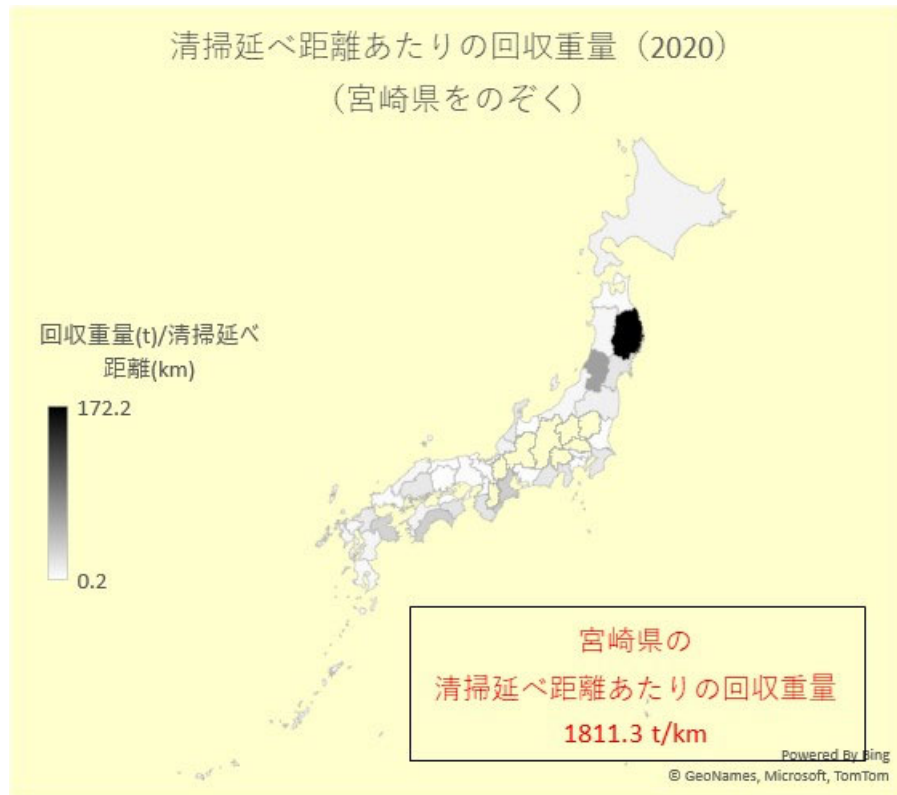 清掃延べ距離あたりの回収重量（2020）
（宮崎県をのぞく）
回収重量(t)/清掃延べ
距離(km)
172.2
0.2
宮崎県の
清掃延べ距離あたりの回収重量
1811.3 t/km
Powered By Bing
© GeoNames, Microsoft, TomTom